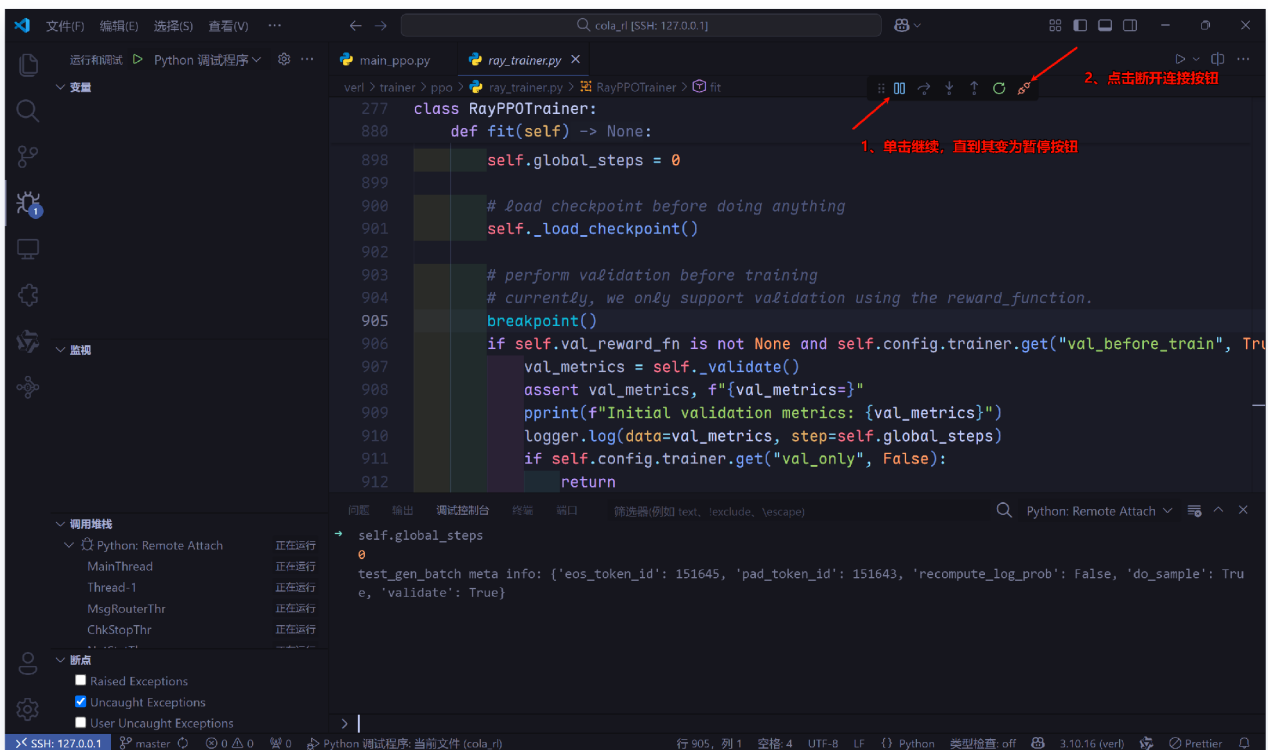 文件(F) 编辑(E) 选择(S) 查看(V) ··· cola_rl [SSH: 127.0.0.1]
运行和调试 Python 调试程序 ··· main_ppo.py ray_trainer.py
变量
verl > trainer > ppo > ray_trainer.py > RayPPOTrainer > fit
2、点击断开连接按钮
1、单击继续，直到其变为暂停按钮
277 class RayPPOTrainer:
880 def fit(self) -> None:
898 self.global_steps = 0
899
900 # load checkpoint before doing anything
901 self._load_checkpoint()
902
903 # perform validation before training
904 # currently, we only support validation using the reward_function.
905 breakpoint()
906 if self.val_reward_fn is not None and self.config.trainer.get("val_before_train", Tru
907 val_metrics = self._validate()
908 assert val_metrics, f"{val_metrics=}"
909 pprint(f"Initial validation metrics: {val_metrics}")
910 logger.log(data=val_metrics, step=self.global_steps)
911 if self.config.trainer.get("val_only", False):
912 return
监视
问题 输出 调试控制台 终端 端口 筛选器(例如 text、!exclude、\escape) Python: Remote Attach
self.global_steps
0
test_gen_batch meta info: {'eos_token_id': 151645, 'pad_token_id': 151643, 'recompute_log_prob': False, 'do_sample': Tru
e, 'validate': True}
调用堆栈
Python: Remote Attach 正在运行
MainThread 正在运行
Thread-1 正在运行
MsgRouterThr 正在运行
ChkStopThr 正在运行
断点
Raised Exceptions
Uncaught Exceptions
User Uncaught Exceptions
1
SSH: 127.0.0.1 master 0 0 0 Python 调试程序: 当前文件 (cola_rl) 行 905，列 1 空格: 4 UTF-8 LF {} Python 类型检查: off 3.10.16 (verl) Prettier